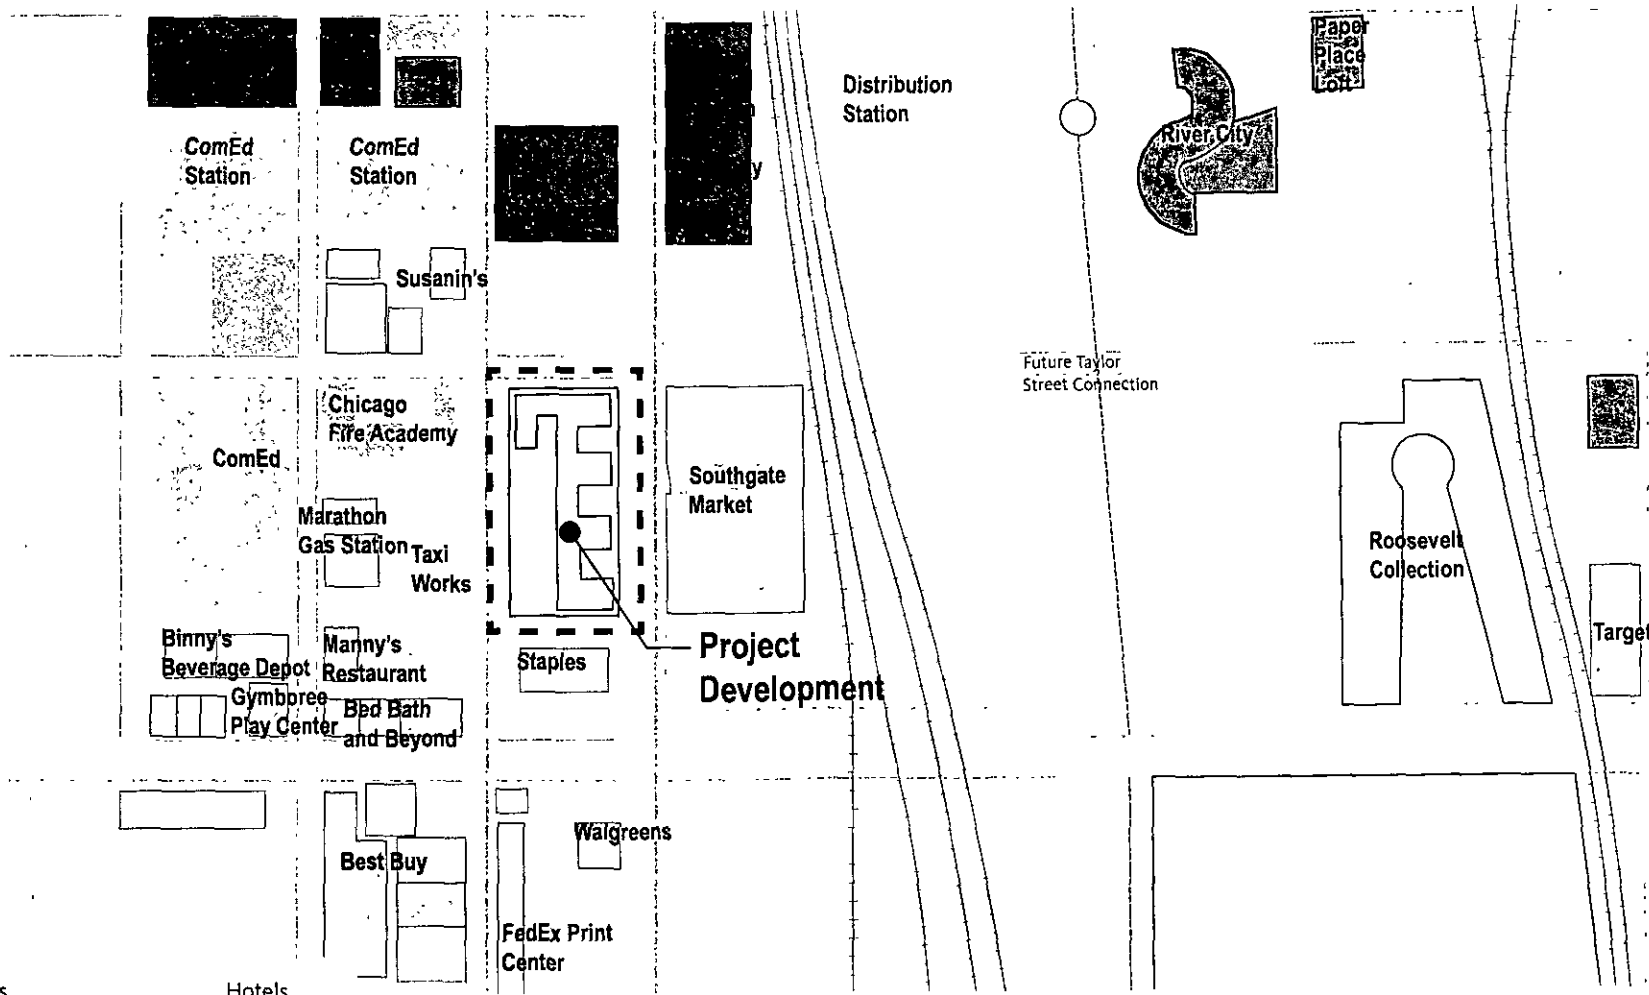 Paper
Place
Loft
Distribution
Station
River City
ComEd
Station
ComEd
Station
y
Susanin's
Future Taylor
Street Connection
Chicago
Fire Academy
ComEd
Southgate
Market
Marathon
Gas Station
Taxi
Works
Roosevelt
Collection
Binny's
Beverage Depot
Manny's
Restaurant
Staples
Project
Development
Target
Gymboree
Play Center
Bed Bath
and Beyond
Walgreens
Best Buy
FedEx Print
Center
s
Hotels